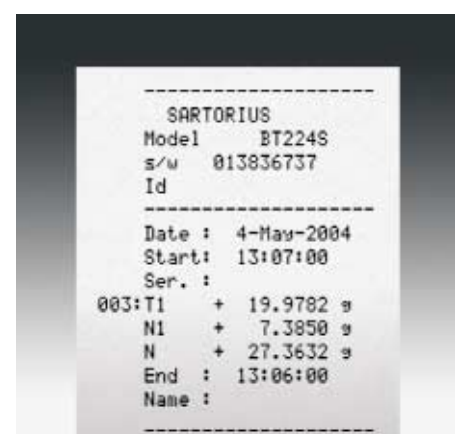 --------------------
SARTORIUS
Model BT224S
s/w 013836737
Id
--------------------
Date : 4-May-2004
Start: 13:07:00
Ser. :
003:T1 + 19.9782 g
N1 + 7.3850 g
N + 27.3632 g
End : 13:06:00
Name :
--------------------